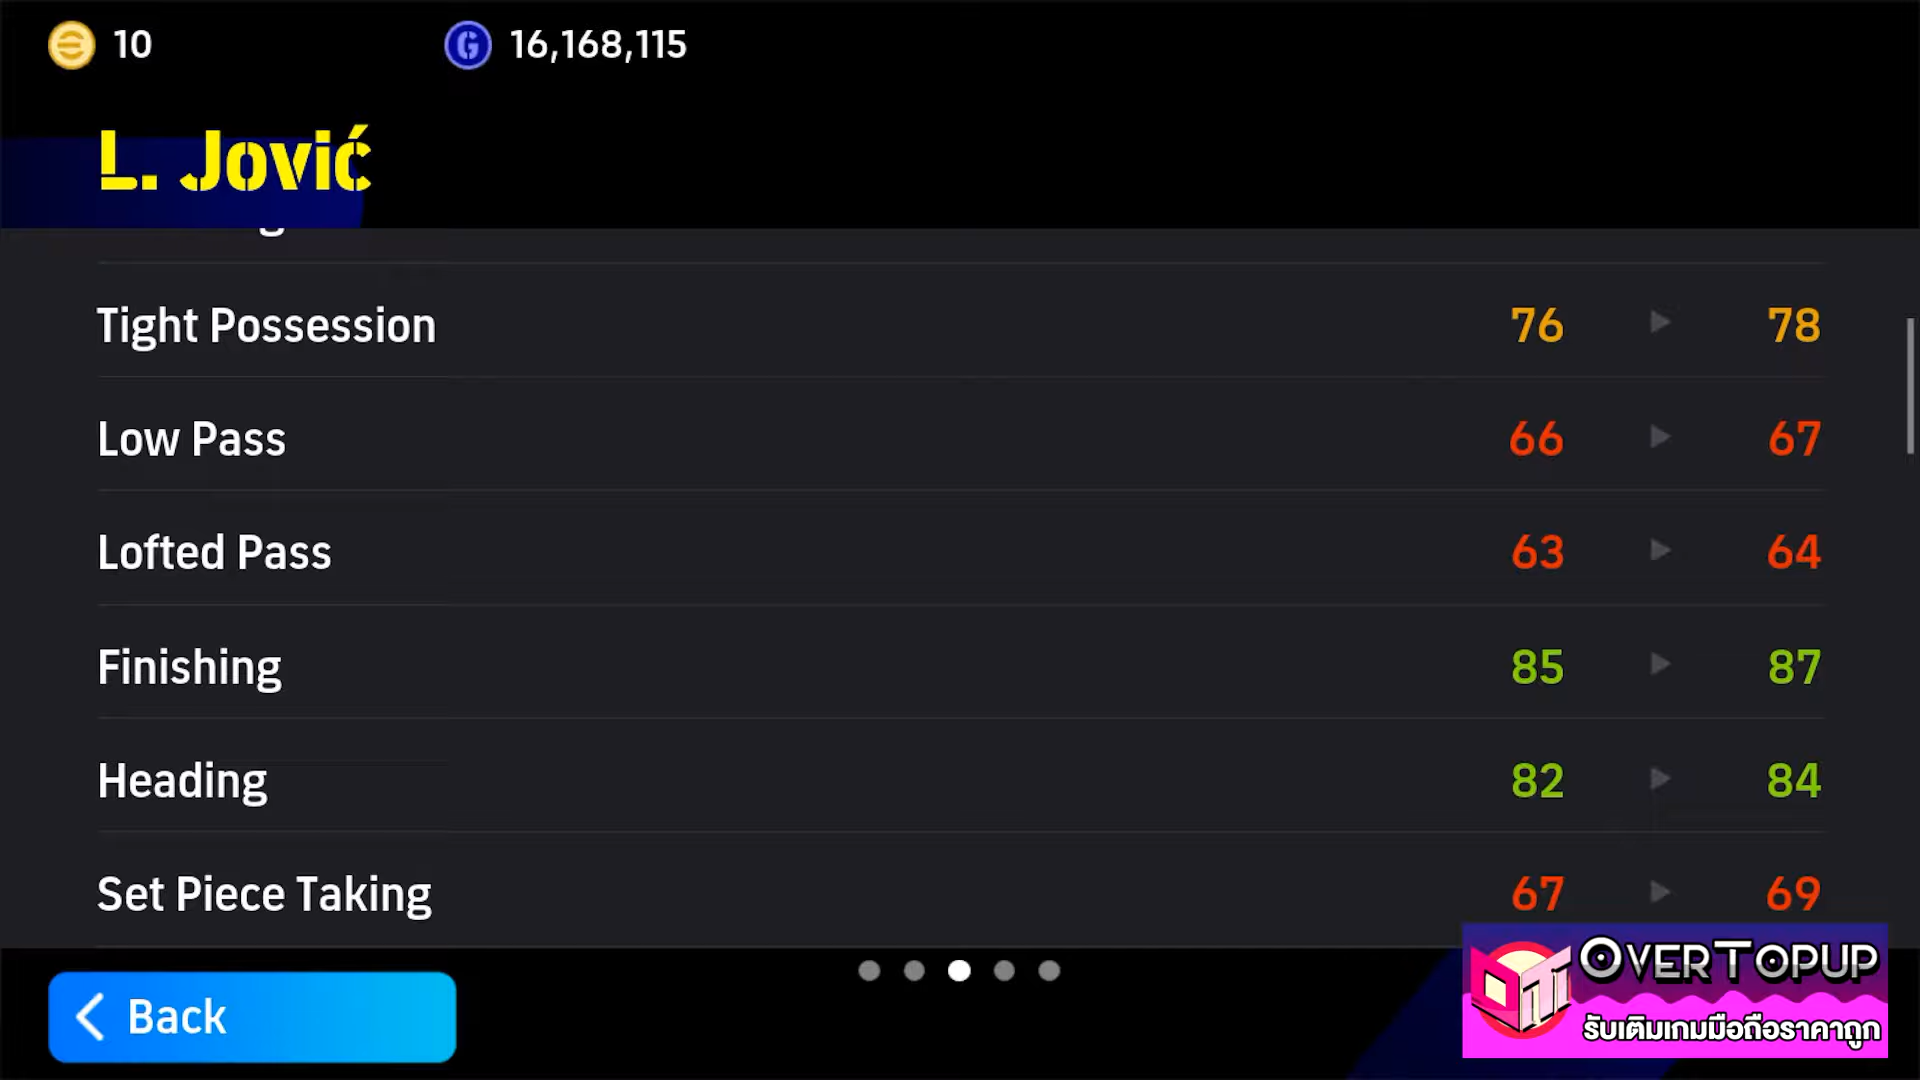 10
16,168,115
L. Jović
Tight Possession 76 ▶ 78
Low Pass 66 ▶ 67
Lofted Pass 63 ▶ 64
Finishing 85 ▶ 87
Heading 82 ▶ 84
Set Piece Taking 67 ▶ 69
Back
OVERTOPUP
รับเติมเกมมือถือราคาถูก